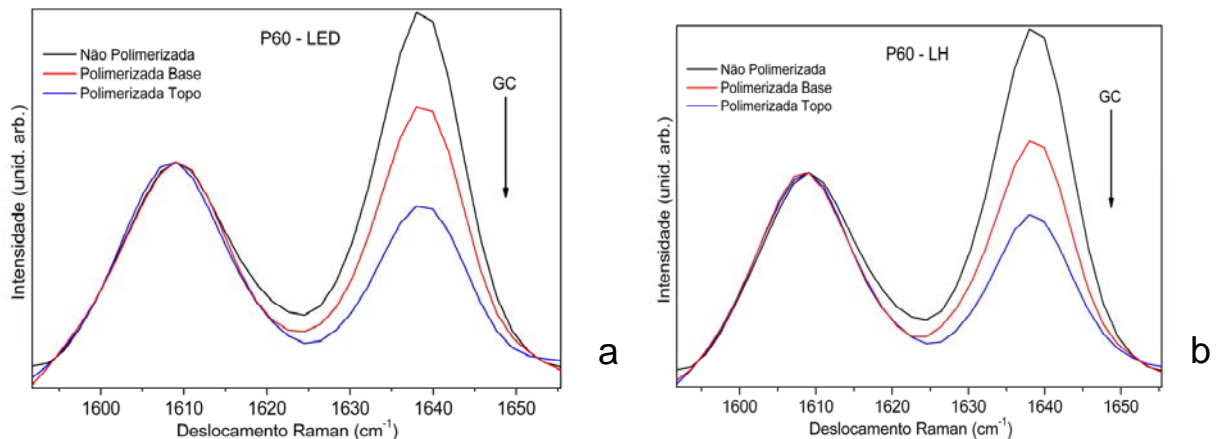 P60 - LED
Não Polimerizada
Polimerizada Base
Polimerizada Topo
GC
Intensidade (unid. arb.)
1600 1610 1620 1630 1640 1650
Deslocamento Raman (cm⁻¹)
a
P60 - LH
Não Polimerizada
Polimerizada Base
Polimerizada Topo
GC
Intensidade (unid. arb.)
1600 1610 1620 1630 1640 1650
Deslocamento Raman (cm⁻¹)
b